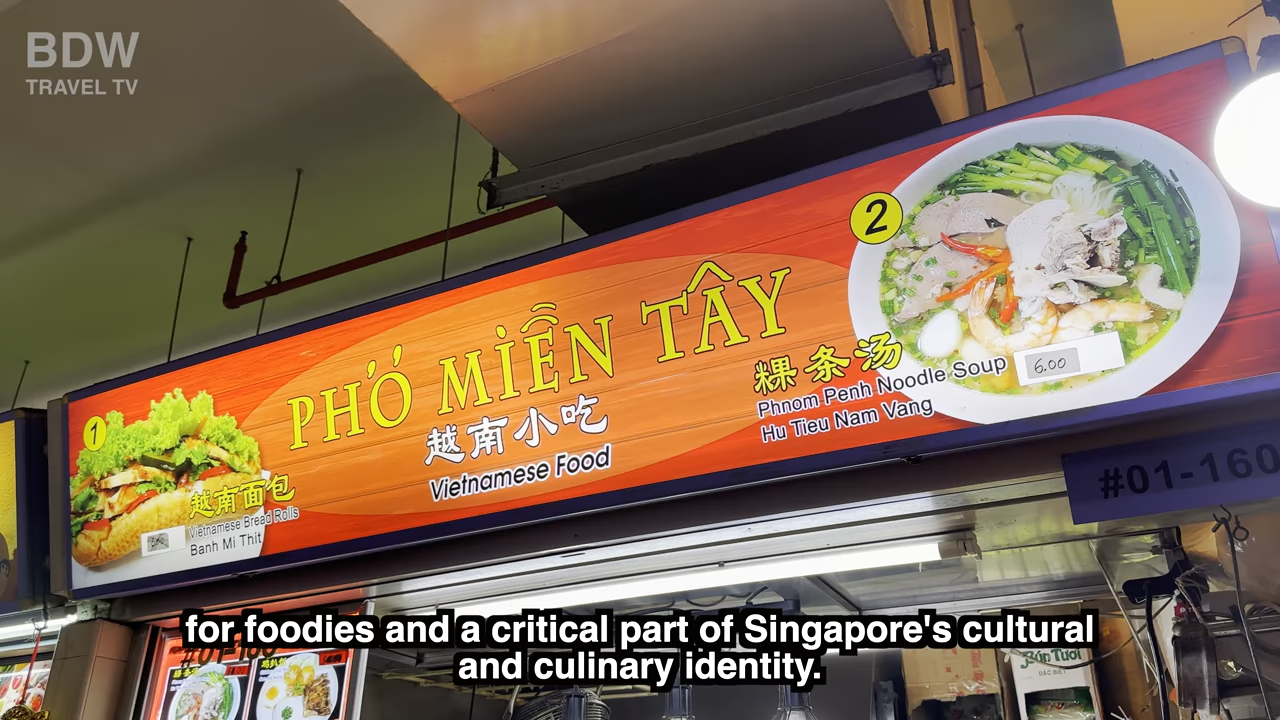 BDW
TRAVEL TV
2
PHỞ MIỀN TÂY
越南小吃
Vietnamese Food
粿条汤
Phnom Penh Noodle Soup
6.00
Hu Tieu Nam Vang
1
越南面包
Vietnamese Bread Rolls
Banh Mi Thit
#01-160
Bún Tươi
ĐẶC BIỆT
for foodies and a critical part of Singapore's cultural
and culinary identity.